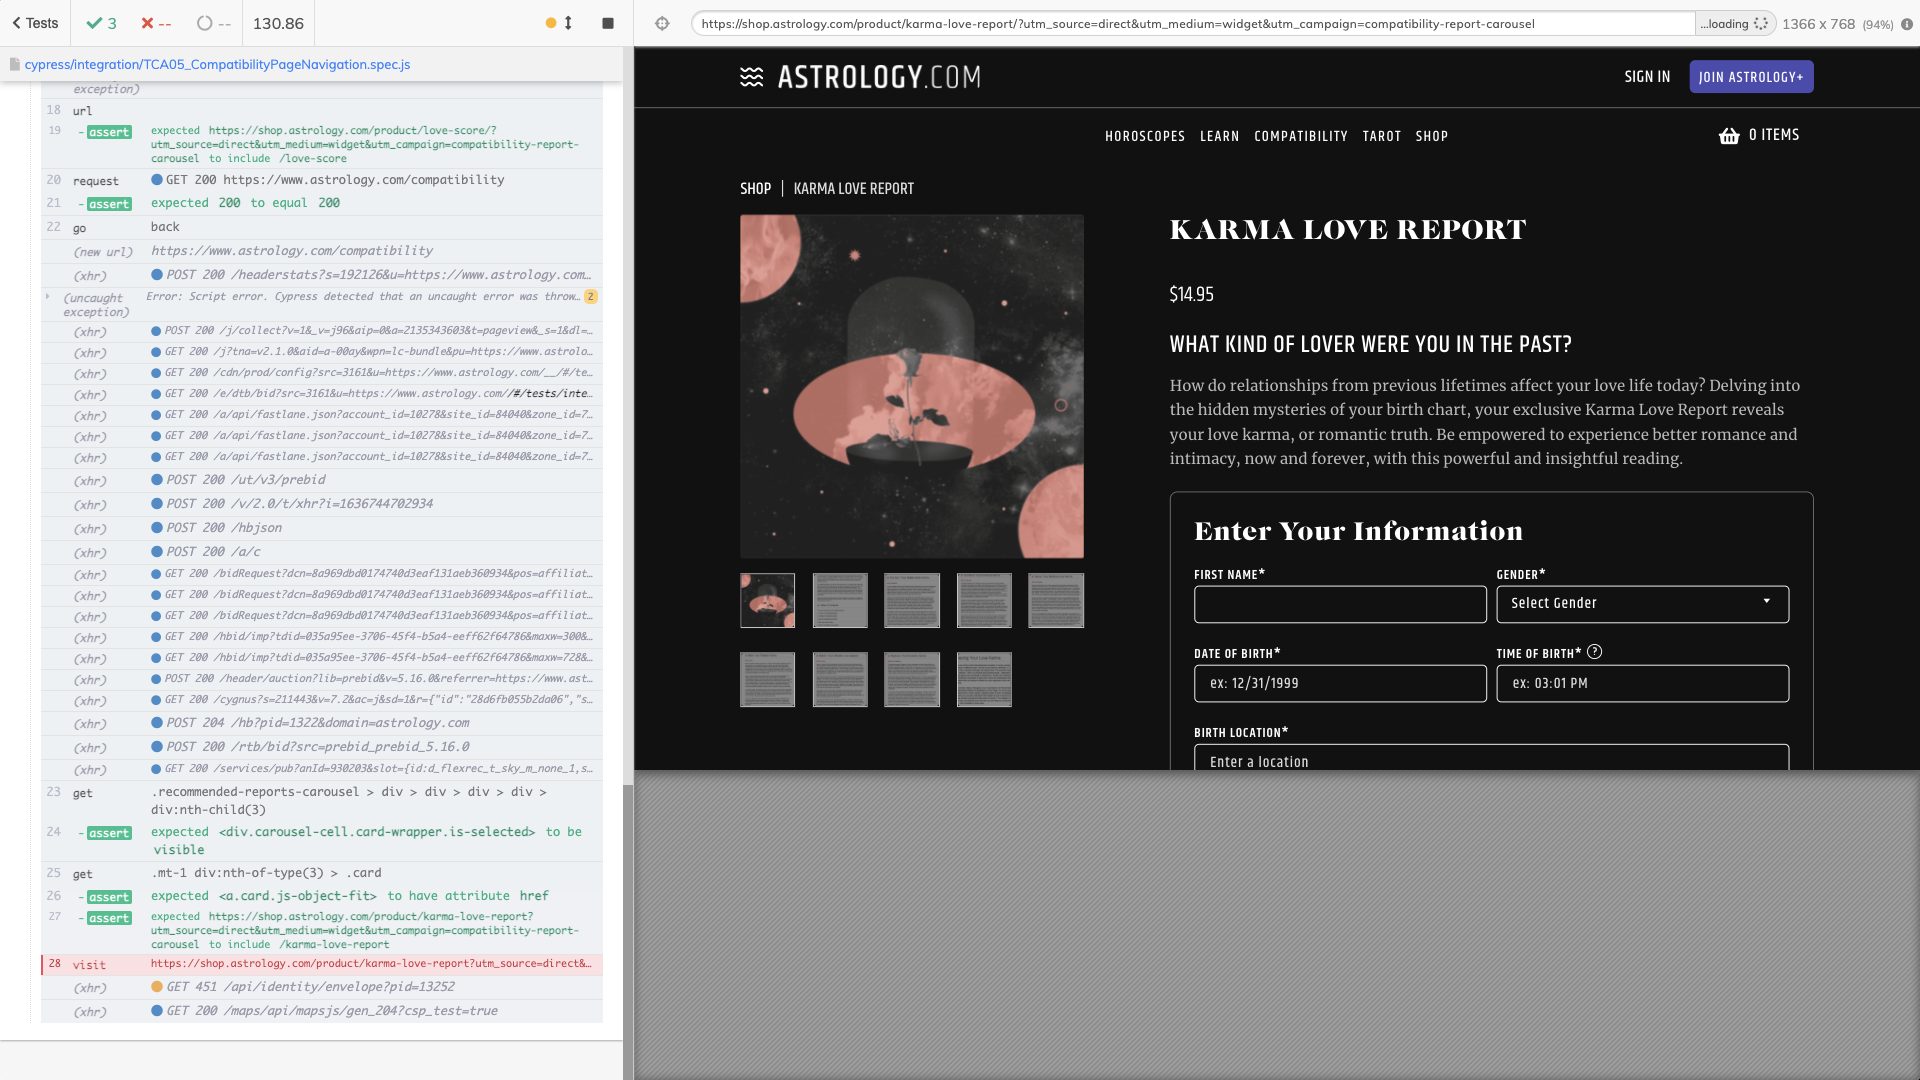 Tests
3
--
--
130.86
cypress/integration/TCA05_CompatibilityPageNavigation.spec.js
exception)
18 url
19 -assert expected https://shop.astrology.com/product/love-score/?
utm_source=direct&utm_medium=widget&utm_campaign=compatibility-report-
carousel to include /love-score
20 request GET 200 https://www.astrology.com/compatibility
21 -assert expected 200 to equal 200
22 go back
(new url) https://www.astrology.com/compatibility
(xhr) POST 200 /headerstats?s=192126&u=https://www.astrology.com…
(uncaught exception) Error: Script error. Cypress detected that an uncaught error was throw… 2
(xhr) POST 200 /j/collect?v=1&_v=j96&aip=0&a=2135343603&t=pageview&_s=1&dl=…
(xhr) GET 200 /j?tna=v2.1.0&aid=a-00ay&wpn=lc-bundle&pu=https://www.astrolo…
(xhr) GET 200 /cdn/prod/config?src=3161&u=https://www.astrology.com/__/#/te…
(xhr) GET 200 /e/dtb/bid?src=3161&u=https://www.astrology.com//#/tests/inte…
(xhr) GET 200 /a/api/fastlane.json?account_id=10278&site_id=84040&zone_id=7…
(xhr) GET 200 /a/api/fastlane.json?account_id=10278&site_id=84040&zone_id=7…
(xhr) GET 200 /a/api/fastlane.json?account_id=10278&site_id=84040&zone_id=7…
(xhr) POST 200 /ut/v3/prebid
(xhr) POST 200 /v/2.0/t/xhr?i=1636744702934
(xhr) POST 200 /hbjson
(xhr) POST 200 /a/c
(xhr) GET 200 /bidRequest?dcn=8a969dbd0174740d3eaf131aeb360934&pos=affiliat…
(xhr) GET 200 /bidRequest?dcn=8a969dbd0174740d3eaf131aeb360934&pos=affiliat…
(xhr) GET 200 /bidRequest?dcn=8a969dbd0174740d3eaf131aeb360934&pos=affiliat…
(xhr) GET 200 /hbid/imp?tdid=035a95ee-3706-45f4-b5a4-eeff62f64786&maxw=300&…
(xhr) GET 200 /hbid/imp?tdid=035a95ee-3706-45f4-b5a4-eeff62f64786&maxw=728&…
(xhr) POST 200 /header/auction?lib=prebid&v=5.16.0&referrer=https://www.ast…
(xhr) GET 200 /cygnus?s=211443&v=7.2&ac=j&sd=1&r={"id":"28d6fb055b2da06","s…
(xhr) POST 204 /hb?pid=1322&domain=astrology.com
(xhr) POST 200 /rtb/bid?src=prebid_prebid_5.16.0
(xhr) GET 200 /services/pub?anId=930203&slot={id:d_flexrec_t_sky_m_none_1,s…
23 get .recommended-reports-carousel > div > div > div > div >
div:nth-child(3)
24 -assert expected <div.carousel-cell.card-wrapper.is-selected> to be
visible
25 get .mt-1 div:nth-of-type(3) > .card
26 -assert expected <a.card.js-object-fit> to have attribute href
27 -assert expected https://shop.astrology.com/product/karma-love-report?
utm_source=direct&utm_medium=widget&utm_campaign=compatibility-report-
carousel to include /karma-love-report
28 visit https://shop.astrology.com/product/karma-love-report?utm_source=direct&…
(xhr) GET 451 /api/identity/envelope?pid=13252
(xhr) GET 200 /maps/api/mapsjs/gen_204?csp_test=true
https://shop.astrology.com/product/karma-love-report/?utm_source=direct&utm_medium=widget&utm_campaign=compatibility-report-carousel
...loading
1366 x 768 (94%)
ASTROLOGY.COM
SIGN IN
JOIN ASTROLOGY+
HOROSCOPES LEARN COMPATIBILITY TAROT SHOP
0 ITEMS
SHOP | KARMA LOVE REPORT
KARMA LOVE REPORT
$14.95
WHAT KIND OF LOVER WERE YOU IN THE PAST?
How do relationships from previous lifetimes affect your love life today? Delving into
the hidden mysteries of your birth chart, your exclusive Karma Love Report reveals
your love karma, or romantic truth. Be empowered to experience better romance and
intimacy, now and forever, with this powerful and insightful reading.
Enter Your Information
FIRST NAME*
GENDER*
Select Gender
DATE OF BIRTH*
TIME OF BIRTH* ?
ex: 12/31/1999
ex: 03:01 PM
BIRTH LOCATION*
Enter a location